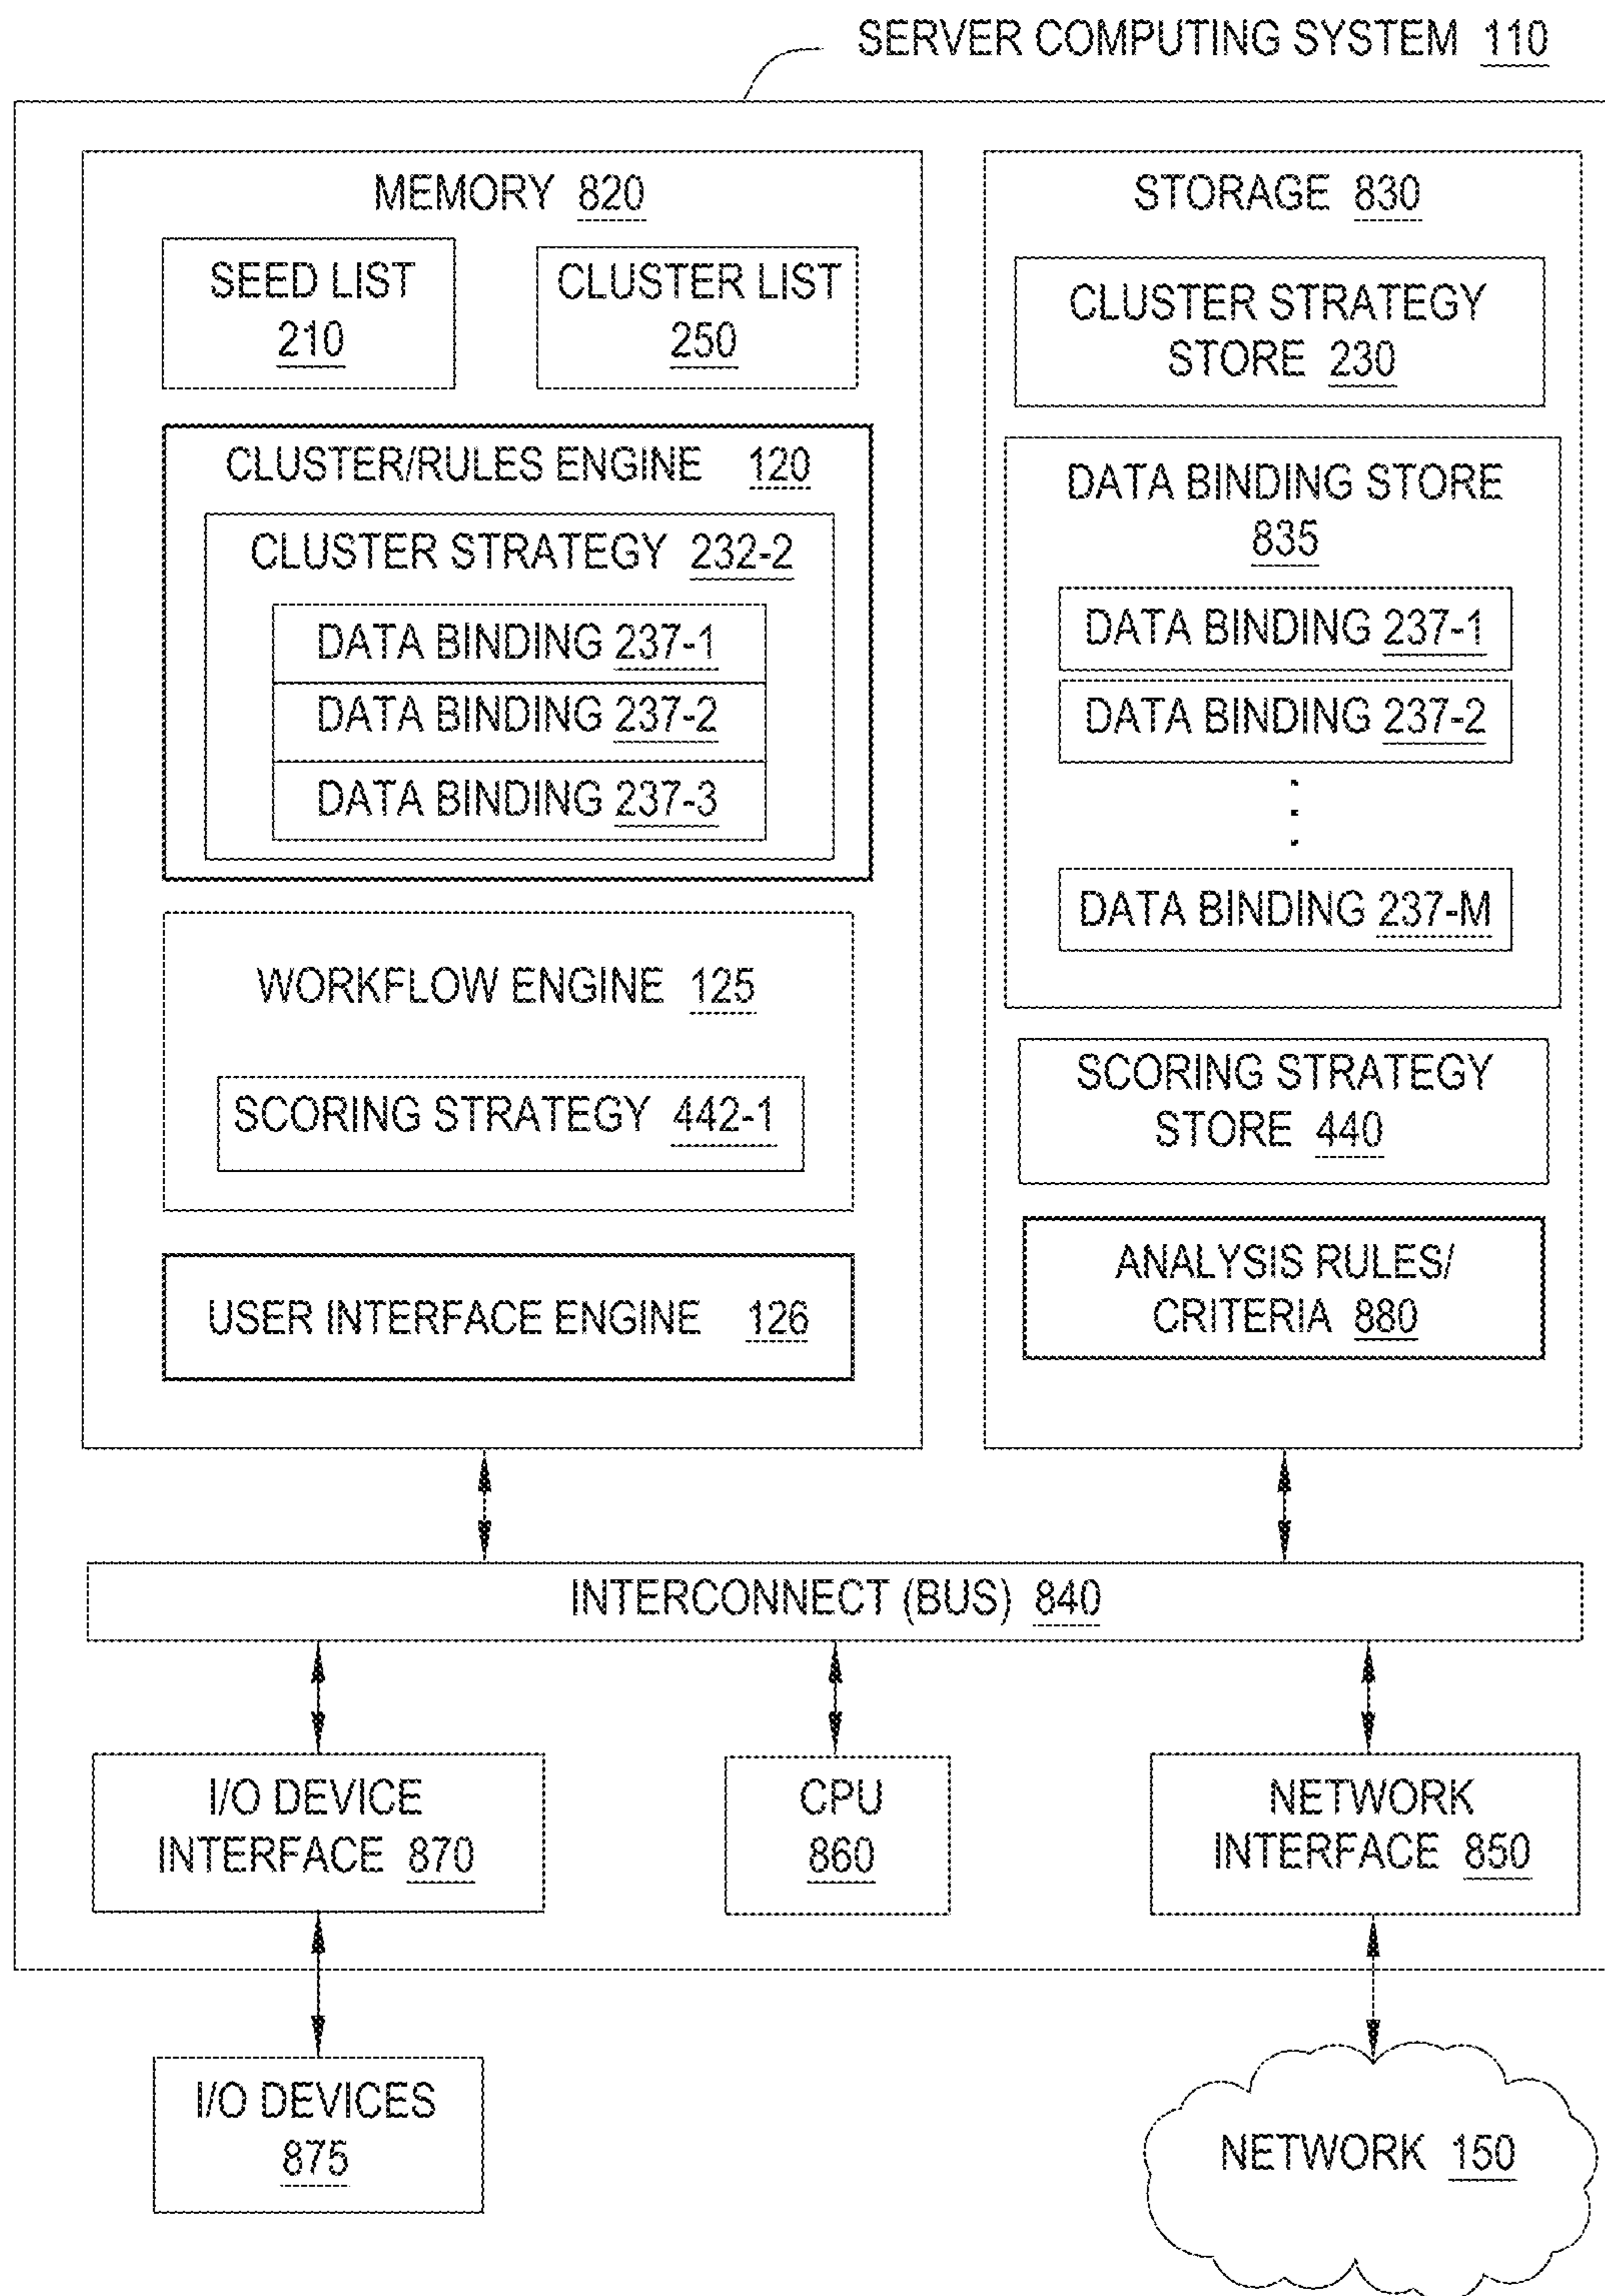 SERVER COMPUTING SYSTEM 110
MEMORY 820
SEED LIST
210
CLUSTER LIST
250
CLUSTER/RULES ENGINE 120
CLUSTER STRATEGY 232-2
DATA BINDING 237-1
DATA BINDING 237-2
DATA BINDING 237-3
WORKFLOW ENGINE 125
SCORING STRATEGY 442-1
USER INTERFACE ENGINE 126
STORAGE 830
CLUSTER STRATEGY
STORE 230
DATA BINDING STORE
835
DATA BINDING 237-1
DATA BINDING 237-2
DATA BINDING 237-M
SCORING STRATEGY
STORE 440
ANALYSIS RULES/
CRITERIA 880
INTERCONNECT (BUS) 840
I/O DEVICE
INTERFACE 870
CPU
860
NETWORK
INTERFACE 850
I/O DEVICES
875
NETWORK 150